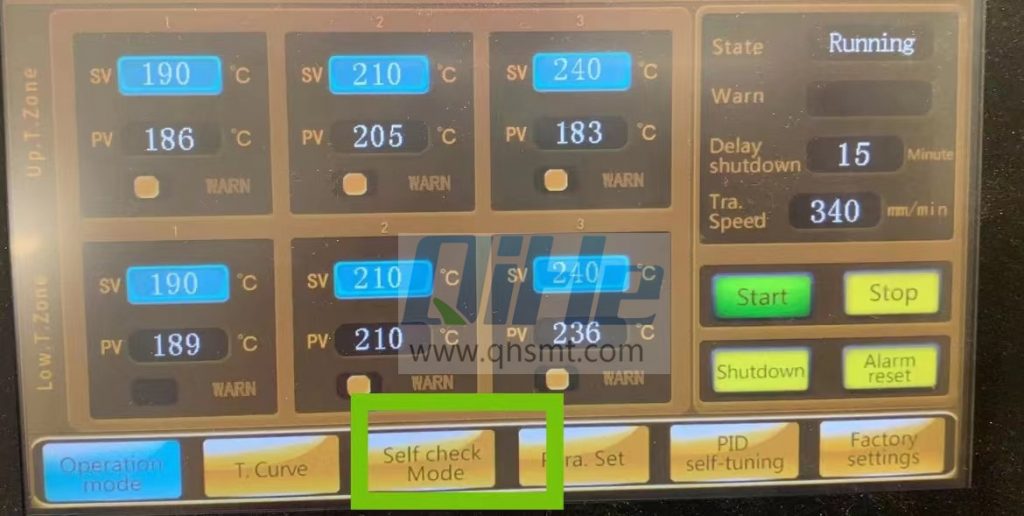 Up.T.Zone
1
SV 190 °C
PV 186 °C
WARN
2
SV 210 °C
PV 205 °C
WARN
3
SV 240 °C
PV 183 °C
WARN
Low.T.Zone
1
SV 190 °C
PV 189 °C
WARN
2
SV 210 °C
PV 210 °C
WARN
3
SV 240 °C
PV 236 °C
WARN
State Running
Warn
Delay
shutdown 15 Minute
Tra.
Speed 340 mm/min
Start
Stop
Shutdown
Alarm
reset
Operation
mode
T.Curve
Self check
Mode
Para. Set
PID
self-tuning
Factory
settings
QiHe
www.qhsmt.com